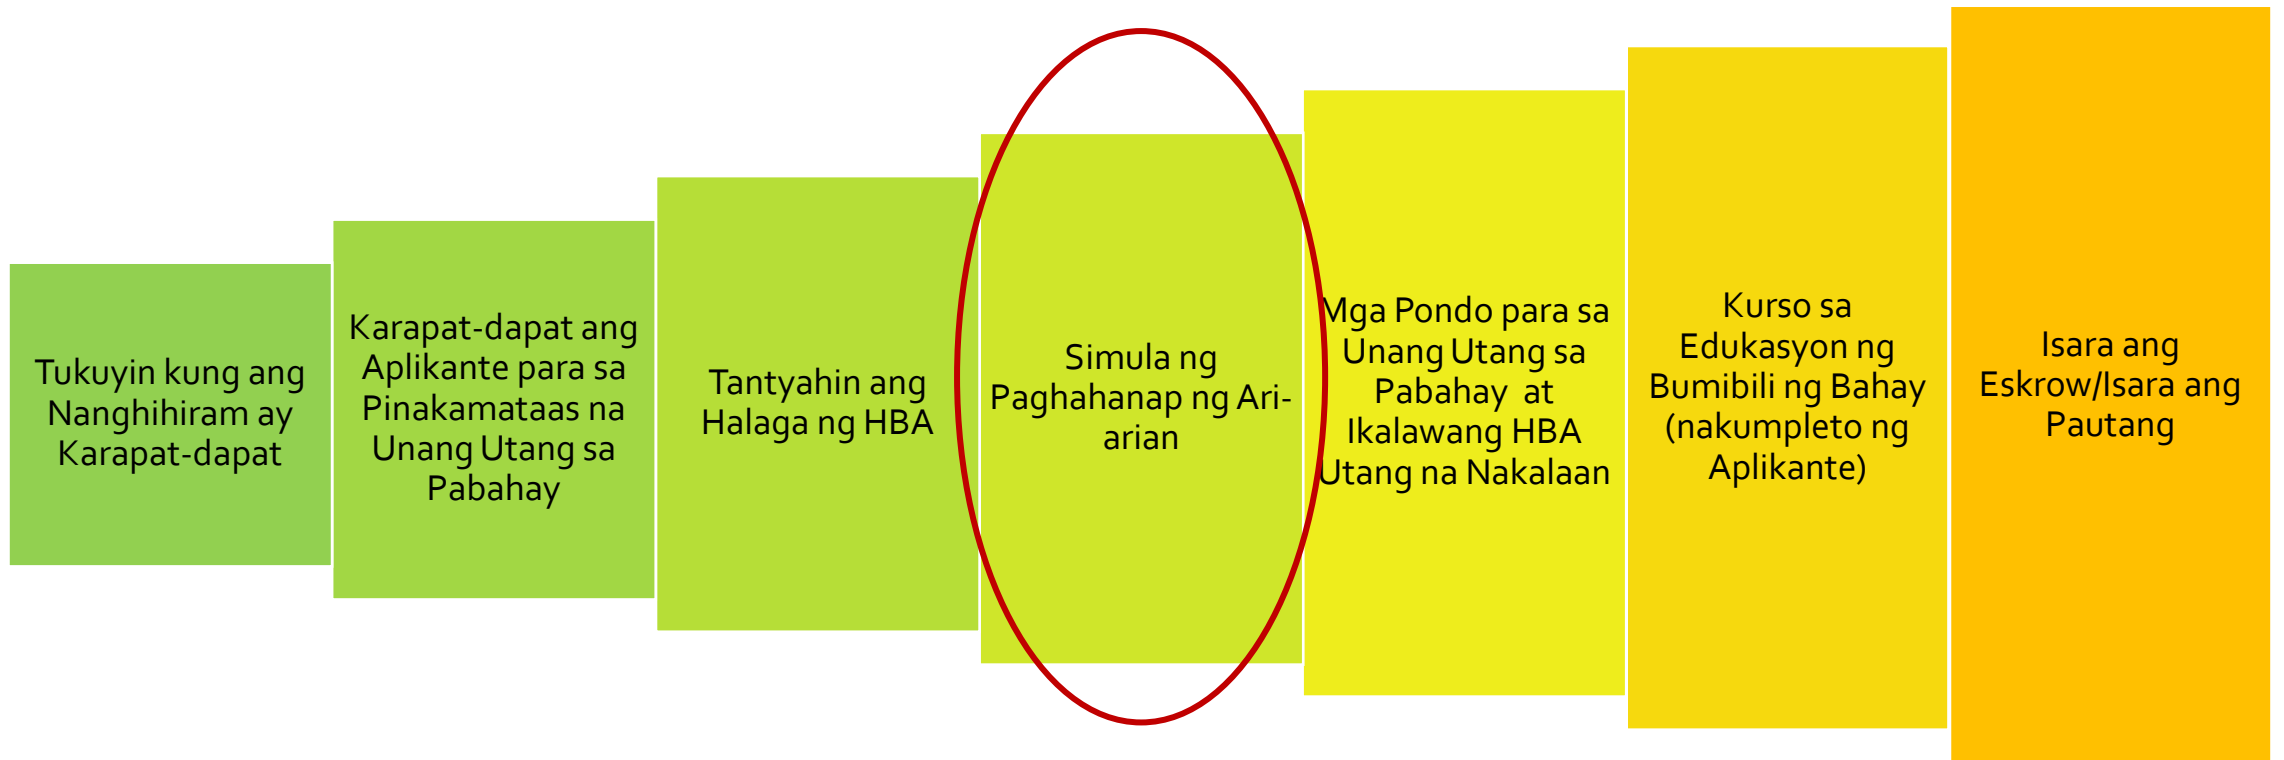 Tukuyin kung ang
Nanghihiram ay
Karapat-dapat
Karapat-dapat ang
Aplikante para sa
Pinakamataas na
Unang Utang sa
Pabahay
Tantyahin ang
Halaga ng HBA
Simula ng
Paghahanap ng Ari-
arian
Mga Pondo para sa
Unang Utang sa
Pabahay at
Ikalawang HBA
Utang na Nakalaan
Kurso sa
Edukasyon ng
Bumibili ng Bahay
(nakumpleto ng
Aplikante)
Isara ang
Eskrow/Isara ang
Pautang